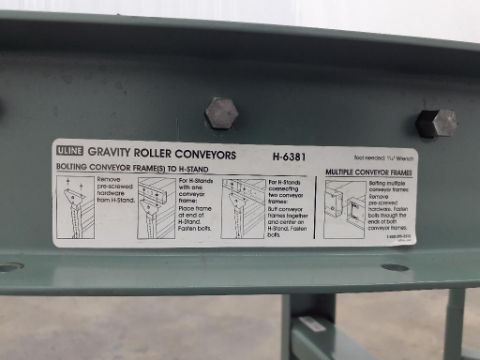 ULINE GRAVITY ROLLER CONVEYORS H-6381 Tool needed:
BOLTING CONVEYOR FRAME(S) TO H-STAND
Remove
pre-screwed
hardware
from H-Stand.
For H-Stands
with one
conveyor
frame:
Place frame
at end of
H-Stand.
Fasten bolts.
For H-Stands
connecting
two conveyor
frames:
Butt conveyor
frames together
and center on
H-Stand. Fasten
bolts.
MULTIPLE CONVEYOR FRAMES
Bolting multiple
conveyor frames:
Remove
pre-screwed
hardware. Fasten
bolts through the
ends of both
conveyor frames.